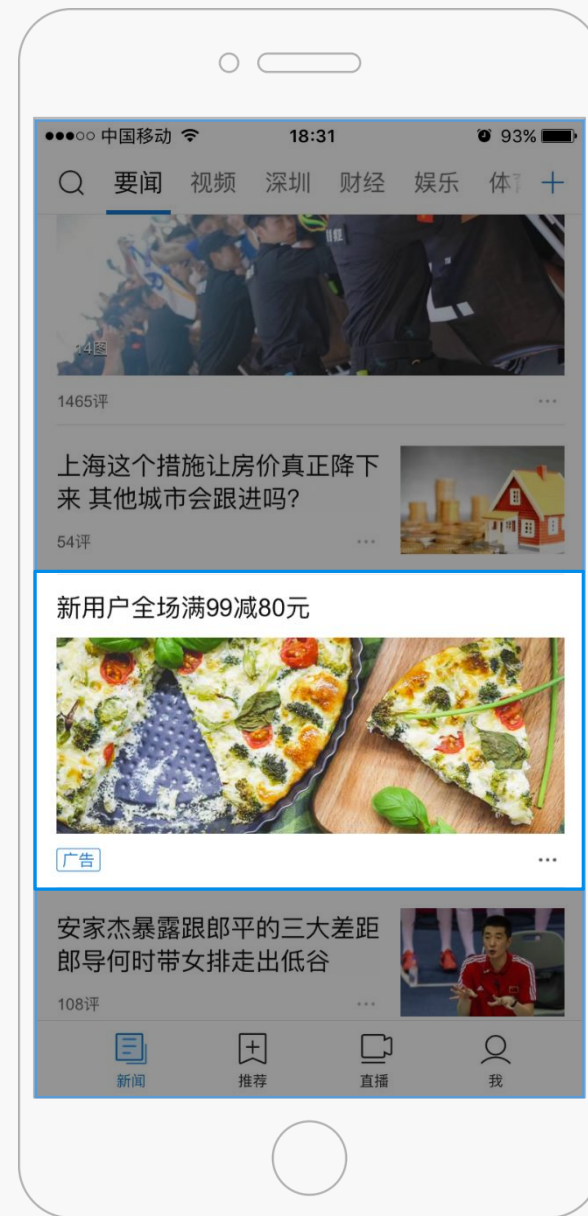 中国移动 18:31 93%
要闻 视频 深圳 财经 娱乐 体
14图
1465评
上海这个措施让房价真正降下
来 其他城市会跟进吗?
54评
新用户全场满99减80元
广告
安家杰暴露跟郎平的三大差距
郎导何时带女排走出低谷
108评
新闻 推荐 直播 我